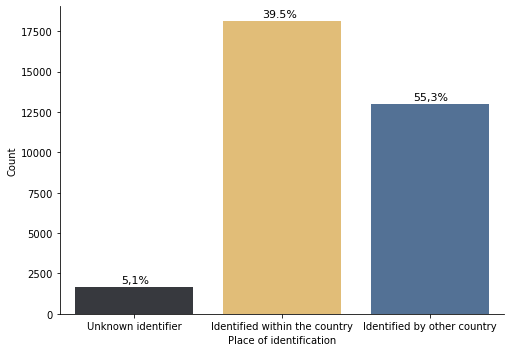 39.5%
17500
15000
55,3%
12500
Count
10000
7500
5000
5,1%
2500
0
Unknown identifier
Identified within the country
Identified by other country
Place of identification